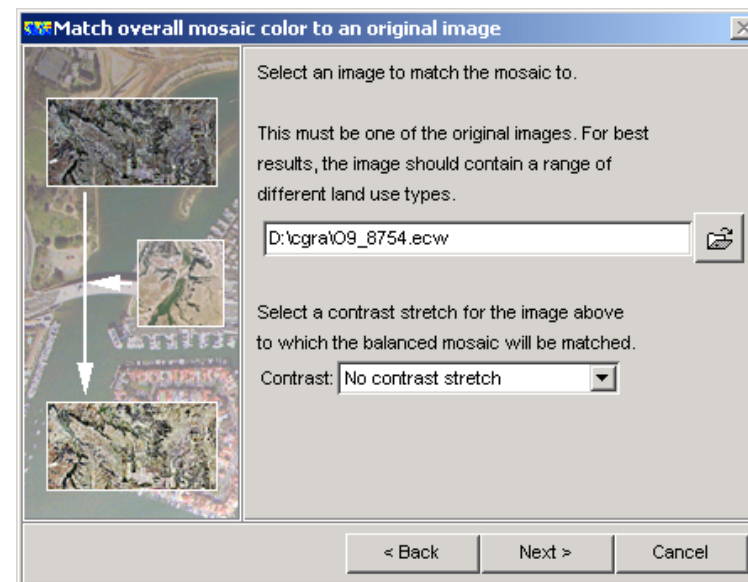 Match overall mosaic color to an original image
Select an image to match the mosaic to.
This must be one of the original images. For best
results, the image should contain a range of
different land use types.
D:\cgra\O9_8754.ecw
Select a contrast stretch for the image above
to which the balanced mosaic will be matched.
Contrast: No contrast stretch
< Back Next > Cancel